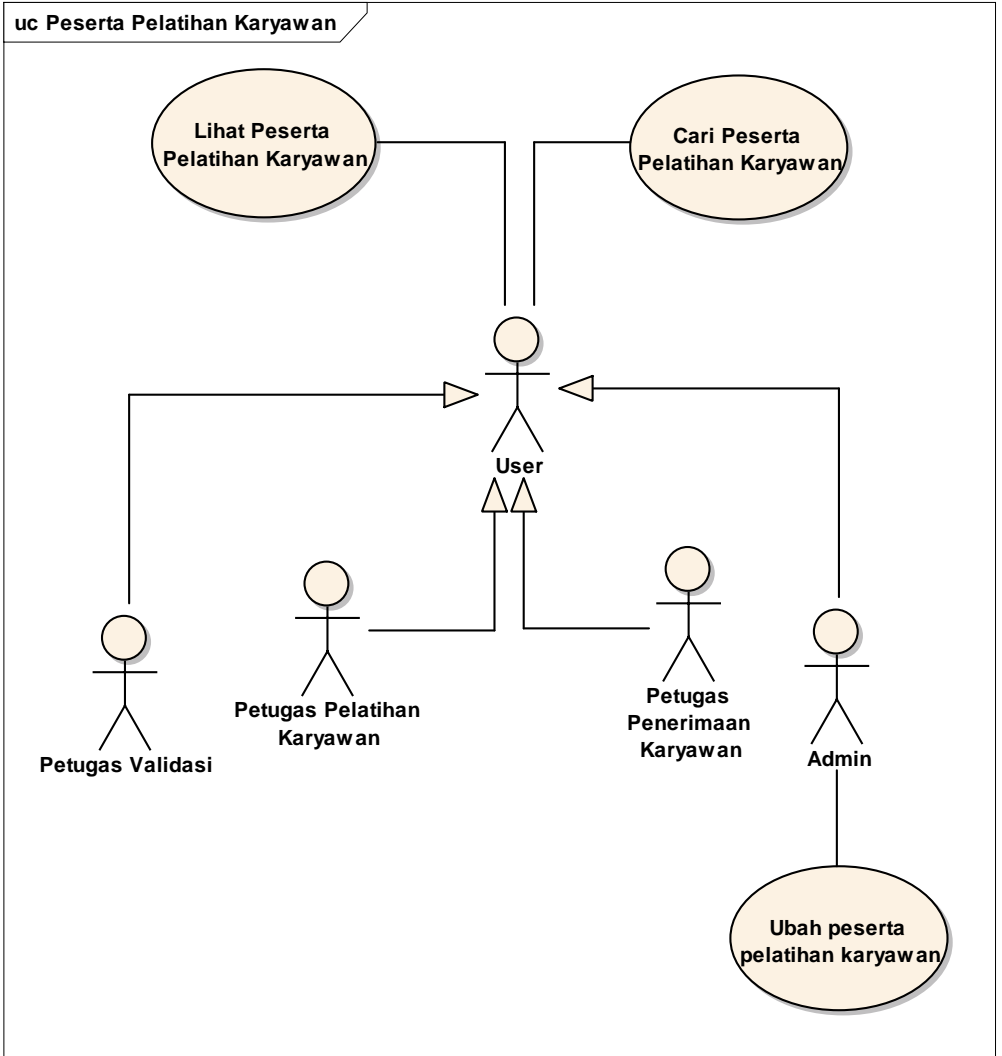 uc Peserta Pelatihan Karyawan
Lihat Peserta
Pelatihan Karyawan
Cari Peserta
Pelatihan Karyawan
User
Petugas Validasi
Petugas Pelatihan
Karyawan
Petugas
Penerimaan
Karyawan
Admin
Ubah peserta
pelatihan karyawan